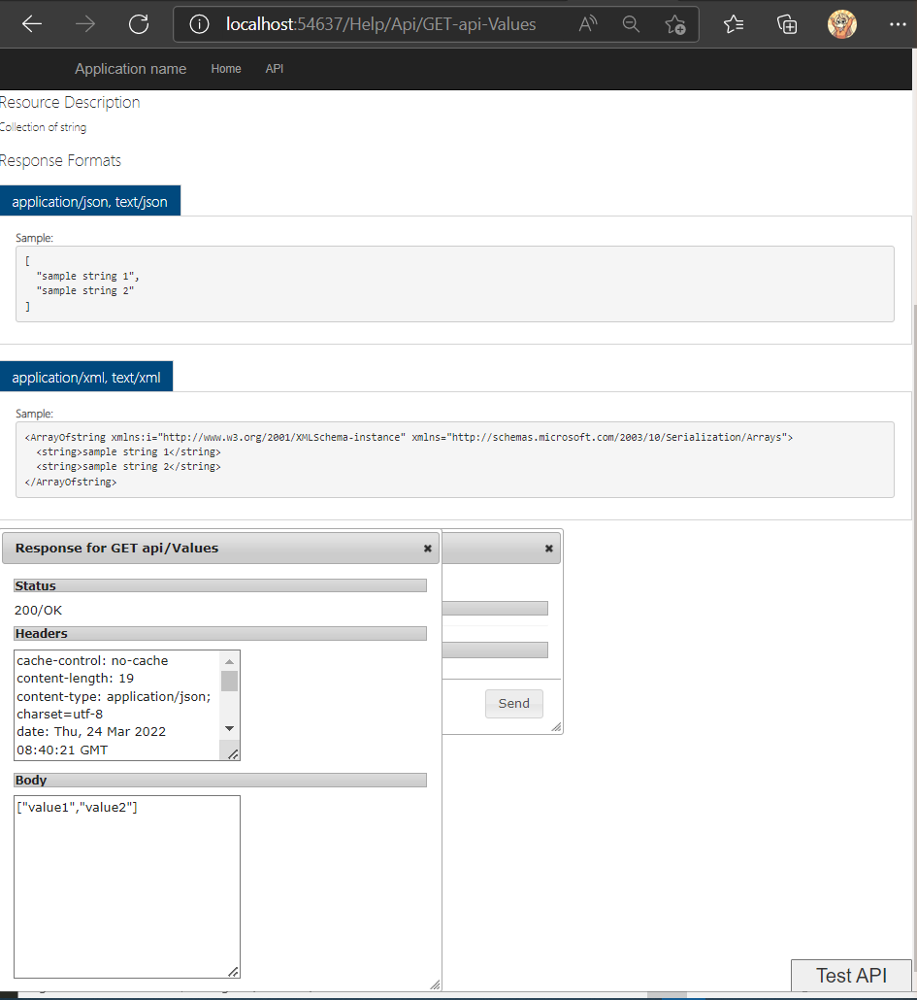 localhost:54637/Help/Api/GET-api-Values
Application name Home API
Resource Description
Collection of string
Response Formats
application/json, text/json
Sample:
[
"sample string 1",
"sample string 2"
]
application/xml, text/xml
Sample:
<ArrayOfstring xmlns:i="http://www.w3.org/2001/XMLSchema-instance" xmlns="http://schemas.microsoft.com/2003/10/Serialization/Arrays">
<string>sample string 1</string>
<string>sample string 2</string>
</ArrayOfstring>
Response for GET api/Values
Status
200/OK
Headers
cache-control: no-cache
content-length: 19
content-type: application/json;
charset=utf-8
date: Thu, 24 Mar 2022
08:40:21 GMT
Send
Body
["value1","value2"]
Test API